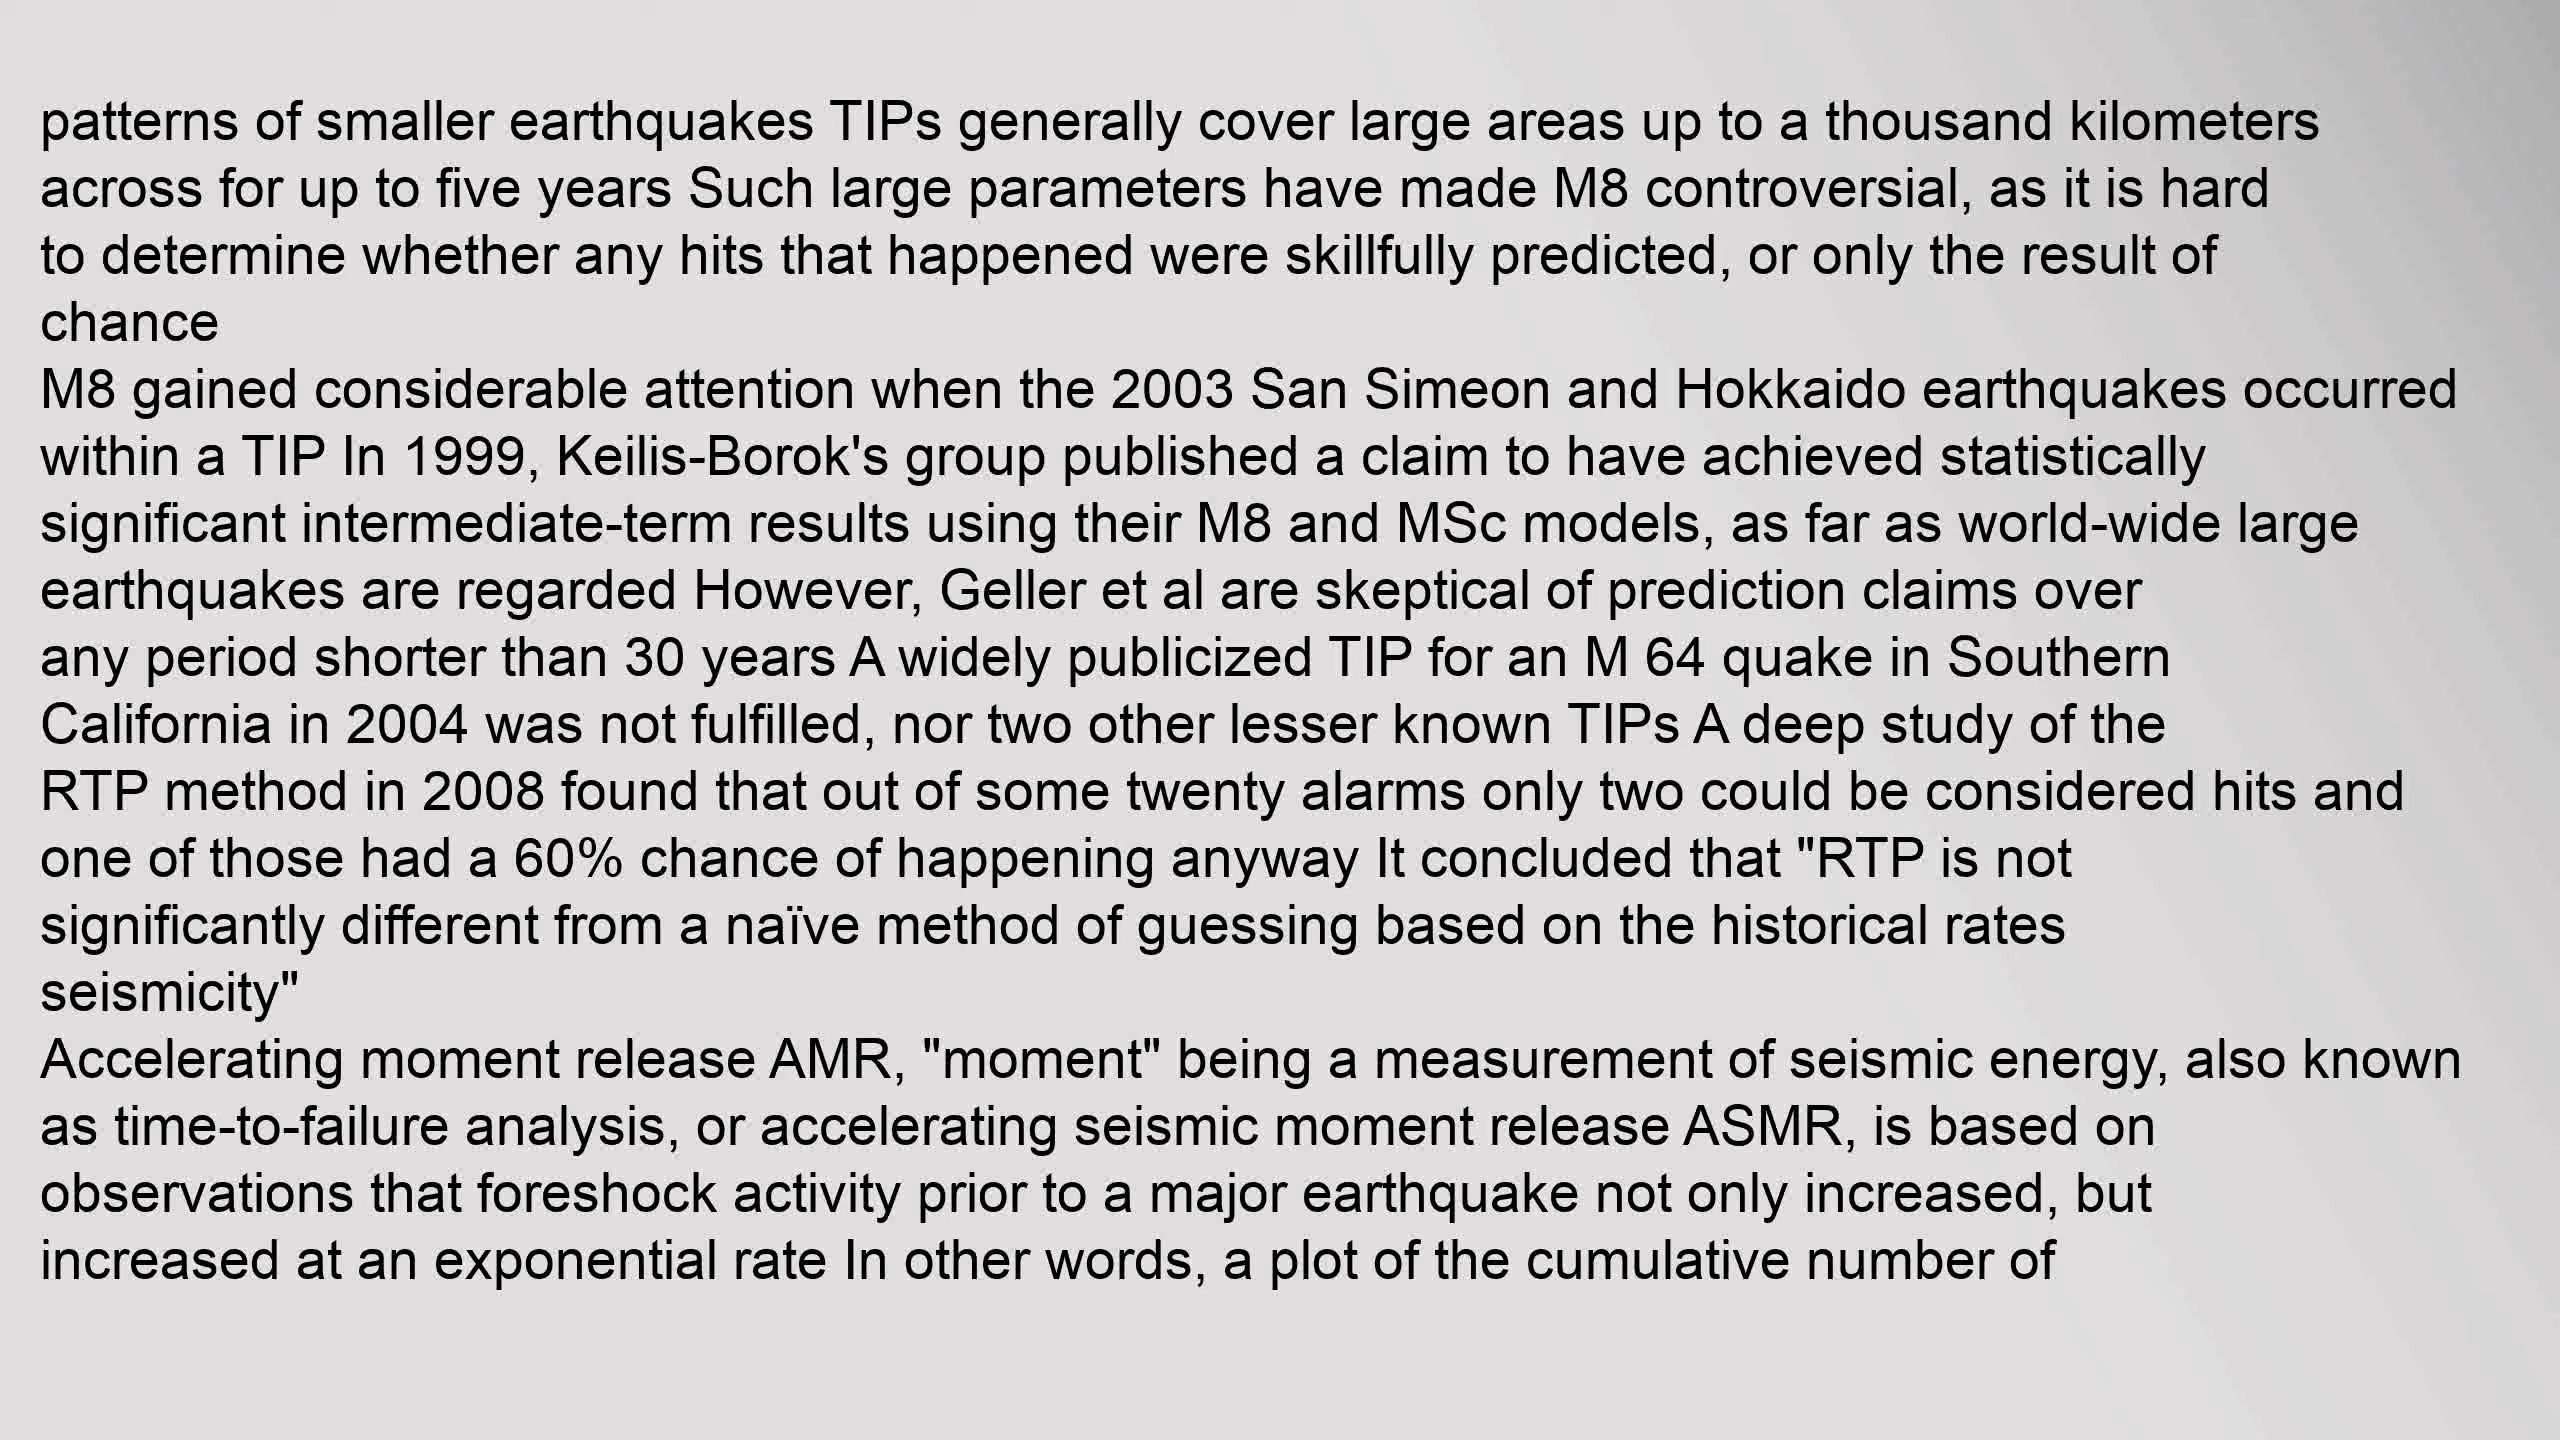 patterns of smaller earthquakes TIPs generally cover large areas up to a thousand kilometers
across for up to five years Such large parameters have made M8 controversial, as it is hard
to determine whether any hits that happened were skillfully predicted, or only the result of
chance
M8 gained considerable attention when the 2003 San Simeon and Hokkaido earthquakes occurred
within a TIP In 1999, Keilis-Borok's group published a claim to have achieved statistically
significant intermediate-term results using their M8 and MSc models, as far as world-wide large
earthquakes are regarded However, Geller et al are skeptical of prediction claims over
any period shorter than 30 years A widely publicized TIP for an M 64 quake in Southern
California in 2004 was not fulfilled, nor two other lesser known TIPs A deep study of the
RTP method in 2008 found that out of some twenty alarms only two could be considered hits and
one of those had a 60% chance of happening anyway It concluded that "RTP is not
significantly different from a naïve method of guessing based on the historical rates
seismicity"
Accelerating moment release AMR, "moment" being a measurement of seismic energy, also known
as time-to-failure analysis, or accelerating seismic moment release ASMR, is based on
observations that foreshock activity prior to a major earthquake not only increased, but
increased at an exponential rate In other words, a plot of the cumulative number of